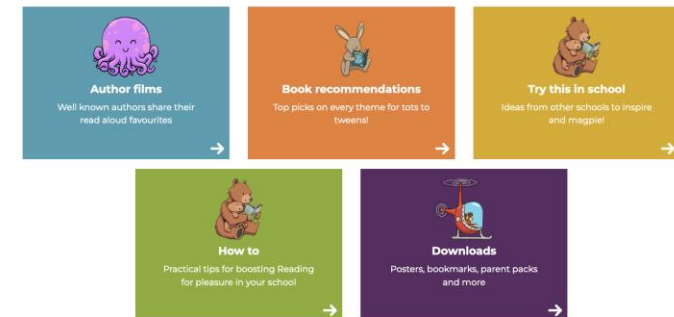 Author films
Well known authors share their
read aloud favourites
Book recommendations
Top picks on every theme for tots to
tweens!
Try this in school
Ideas from other schools to inspire
and magpie!
How to
Practical tips for boosting Reading
for pleasure in your school
Downloads
Posters, bookmarks, parent packs
and more